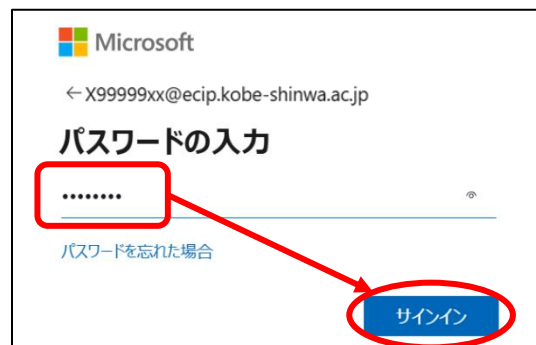 Microsoft
←X99999xx@ecip.kobe-shinwa.ac.jp
パスワードの入力
••••••••
パスワードを忘れた場合
サインイン